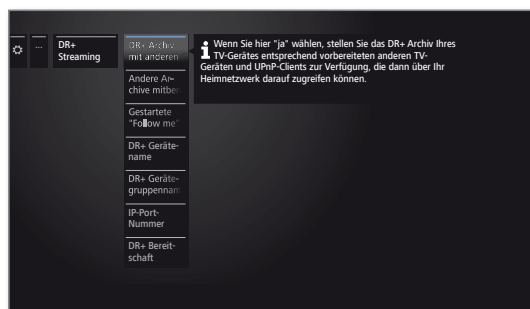 ...
DR+
Streaming
DR+ Archiv
mit anderen
Andere Ar-
chive mitben
Gestartete
"Follow me"
DR+ Geräte-
name
DR+ Geräte-
gruppennam
IP-Port-
Nummer
DR+ Bereit-
schaft
Wenn Sie hier "ja" wählen, stellen Sie das DR+ Archiv Ihres
TV-Gerätes entsprechend vorbereiteten anderen TV-
Geräten und UPnP-Clients zur Verfügung, die dann über Ihr
Heimnetzwerk darauf zugreifen können.